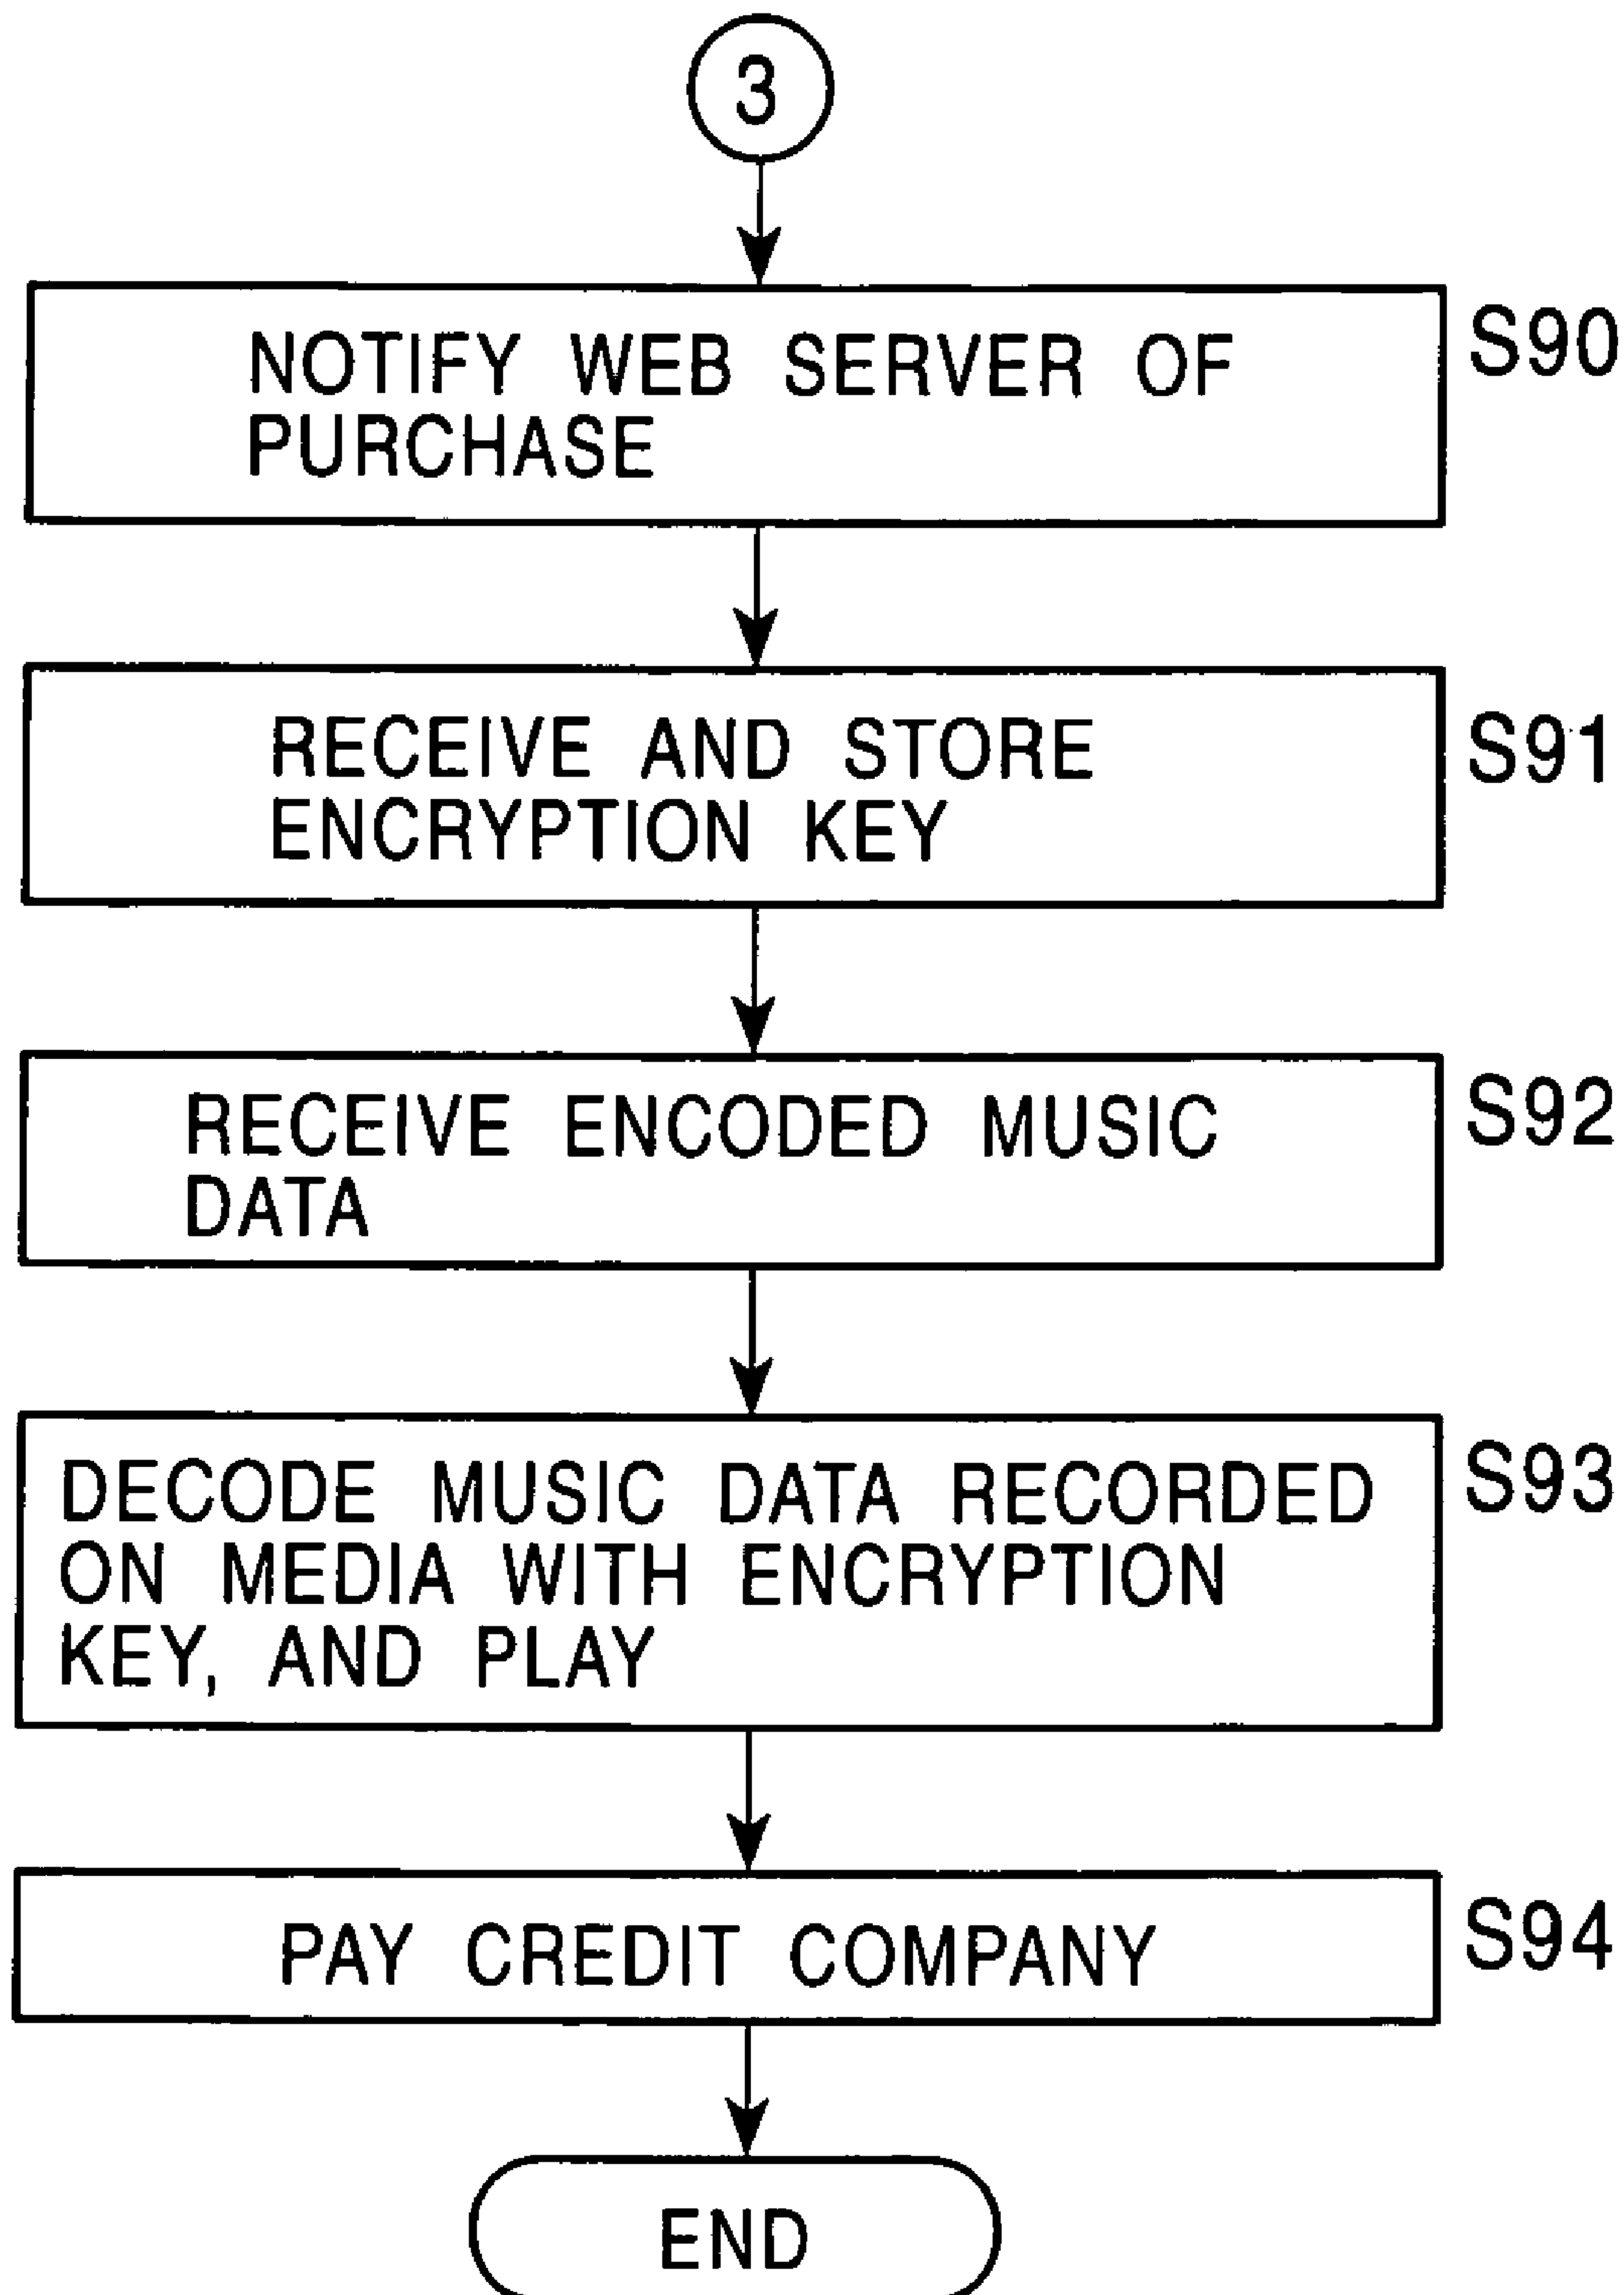 3
NOTIFY WEB SERVER OF
PURCHASE
S90
RECEIVE AND STORE
ENCRYPTION KEY
S91
RECEIVE ENCODED MUSIC
DATA
S92
DECODE MUSIC DATA RECORDED
ON MEDIA WITH ENCRYPTION
KEY, AND PLAY
S93
PAY CREDIT COMPANY
S94
END